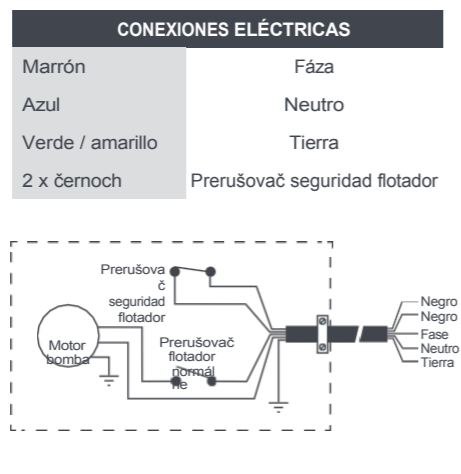 CONEXIONES ELÉCTRICAS
Marrón Fáza
Azul Neutro
Verde / amarillo Tierra
2 x černoch Prerušovač seguridad flotador
Prerušova
č
seguridad
flotador
Motor
bomba
Prerušovač
flotador
normál
ne
Negro
Negro
Fase
Neutro
Tierra